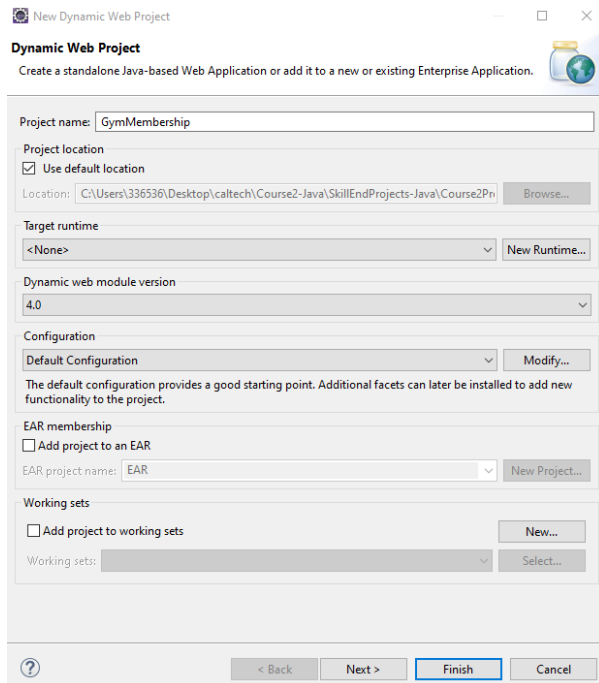 New Dynamic Web Project
Dynamic Web Project
Create a standalone Java-based Web Application or add it to a new or existing Enterprise Application.
Project name: GymMembership
Project location
Use default location
Location: C:\Users\336536\Desktop\caltech\Course2-Java\SkillEndProjects-Java\Course2Pr Browse...
Target runtime
<None> New Runtime...
Dynamic web module version
4.0
Configuration
Default Configuration Modify...
The default configuration provides a good starting point. Additional facets can later be installed to add new
functionality to the project.
EAR membership
Add project to an EAR
EAR project name: EAR New Project...
Working sets
Add project to working sets New...
Working sets: Select...
? < Back Next > Finish Cancel